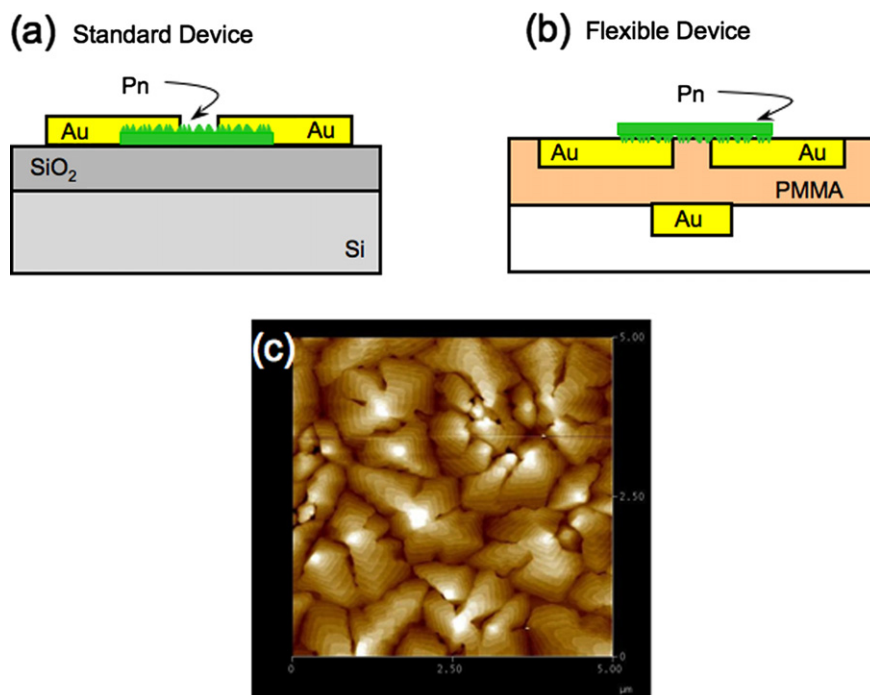 (a) Standard Device
Pn
Au Au
SiO2
Si
(b) Flexible Device
Pn
Au Au
PMMA
Au
(c)
5.00
2.50
0
0 2.50 5.00
µm